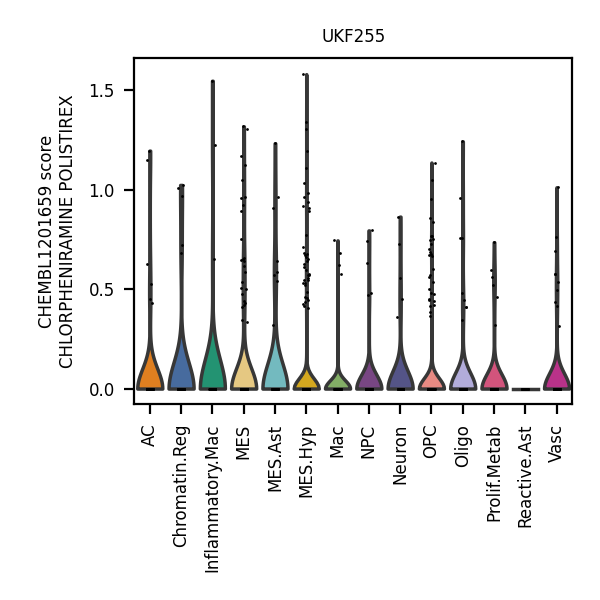 UKF255
CHEMBL1201659 score
CHLORPHENIRAMINE POLISTIREX
1.5
1.0
0.5
0.0
AC
Chromatin.Reg
Inflammatory.Mac
MES
MES.Ast
MES.Hyp
Mac
NPC
Neuron
OPC
Oligo
Prolif.Metab
Reactive.Ast
Vasc